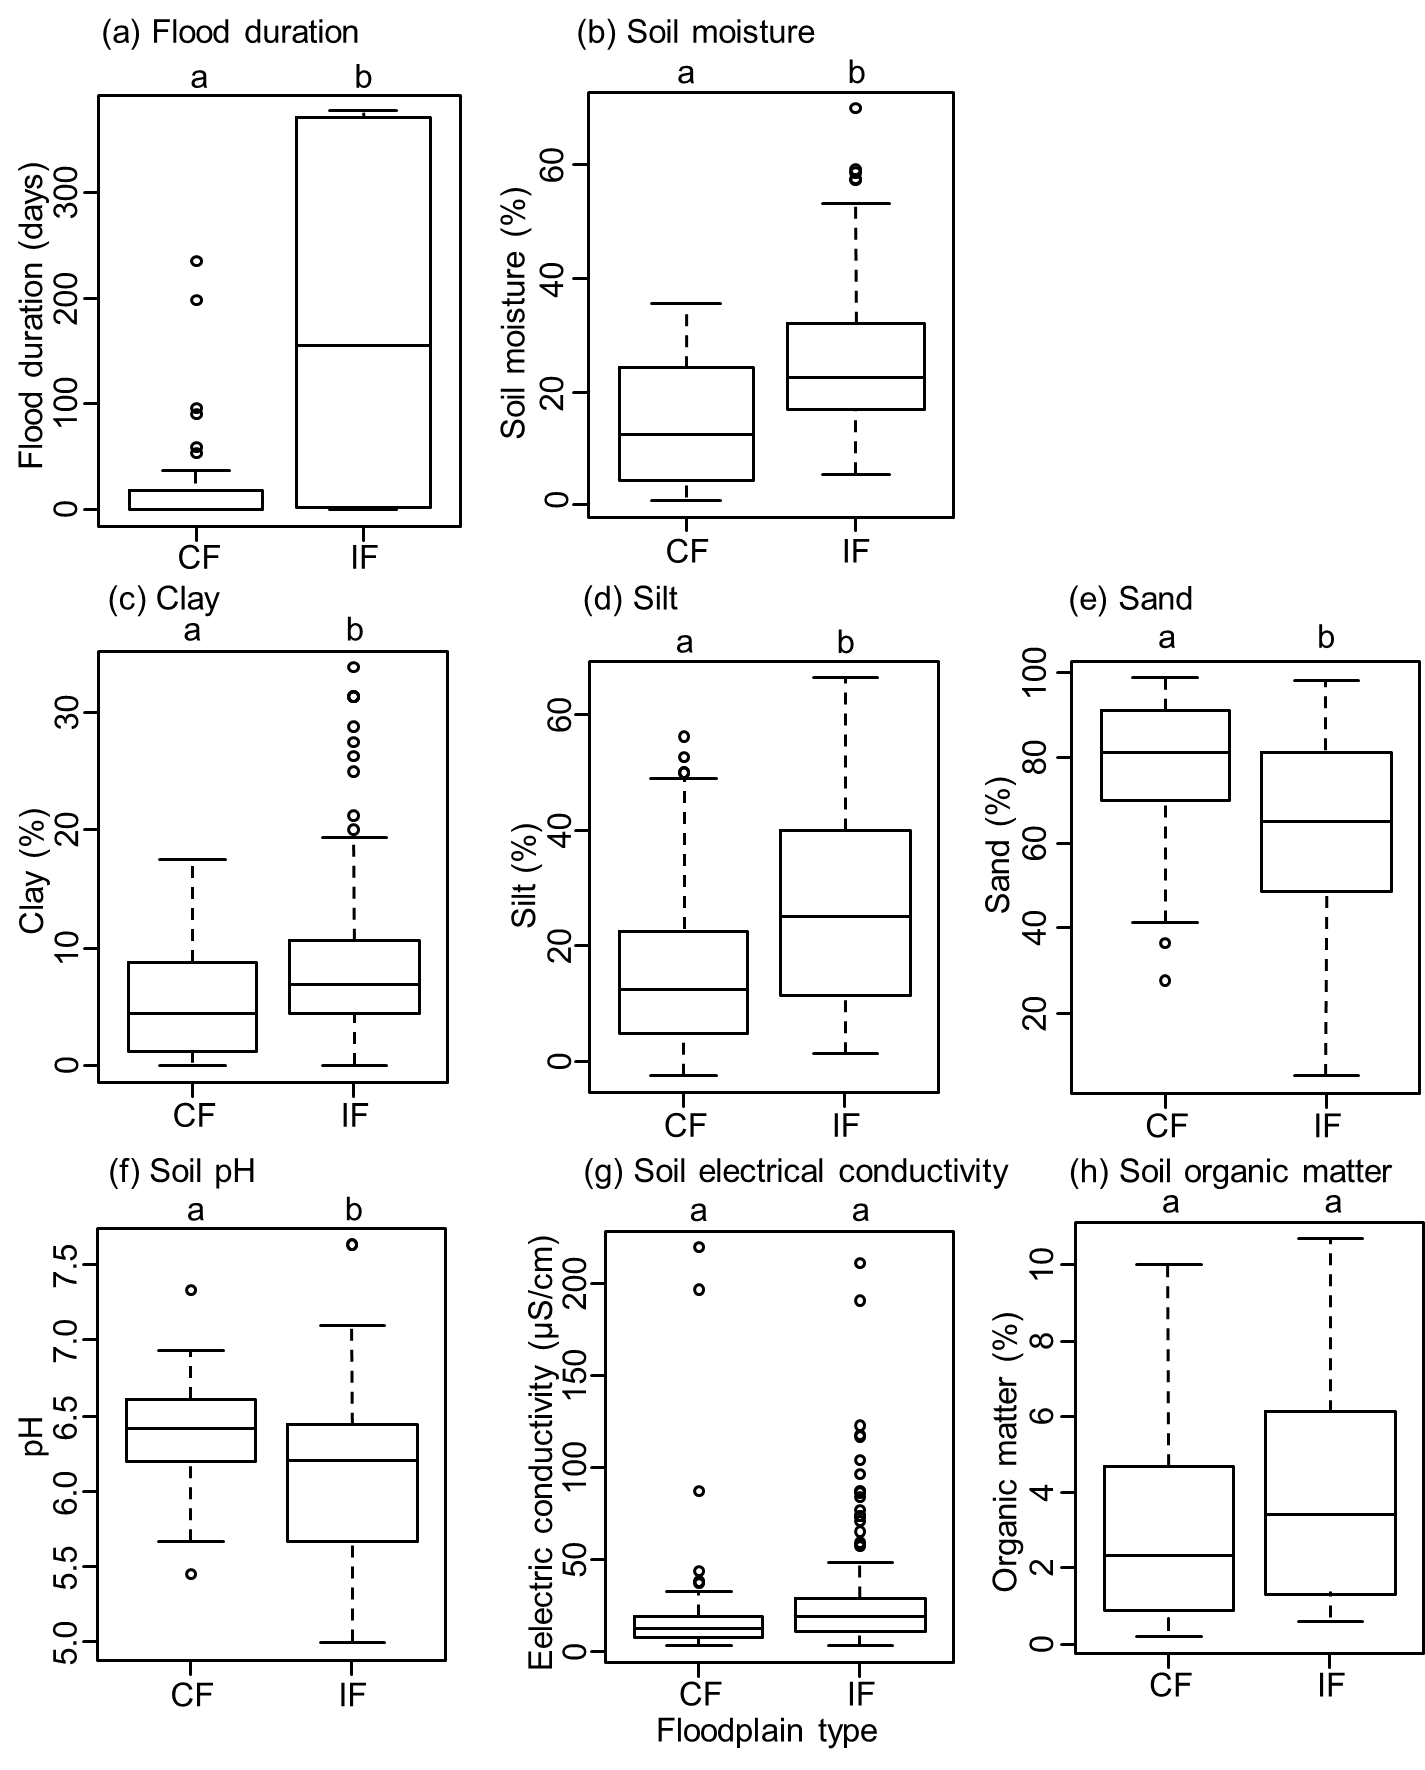 (a) Flood duration
a b
Flood duration (days)
300
200
100
0
CF IF
(b) Soil moisture
a b
Soil moisture (%)
60
40
20
0
CF IF
(c) Clay
a b
Clay (%)
30
20
10
0
CF IF
(d) Silt
a b
Silt (%)
60
40
20
0
CF IF
(e) Sand
a b
Sand (%)
100
80
60
40
20
CF IF
(f) Soil pH
a b
pH
7.5
7.0
6.5
6.0
5.5
5.0
CF IF
(g) Soil electrical conductivity
a a
Eelectric conductivity (µS/cm)
200
150
100
50
0
CF IF
(h) Soil organic matter
a a
Organic matter (%)
10
8
6
4
2
0
CF IF
Floodplain type